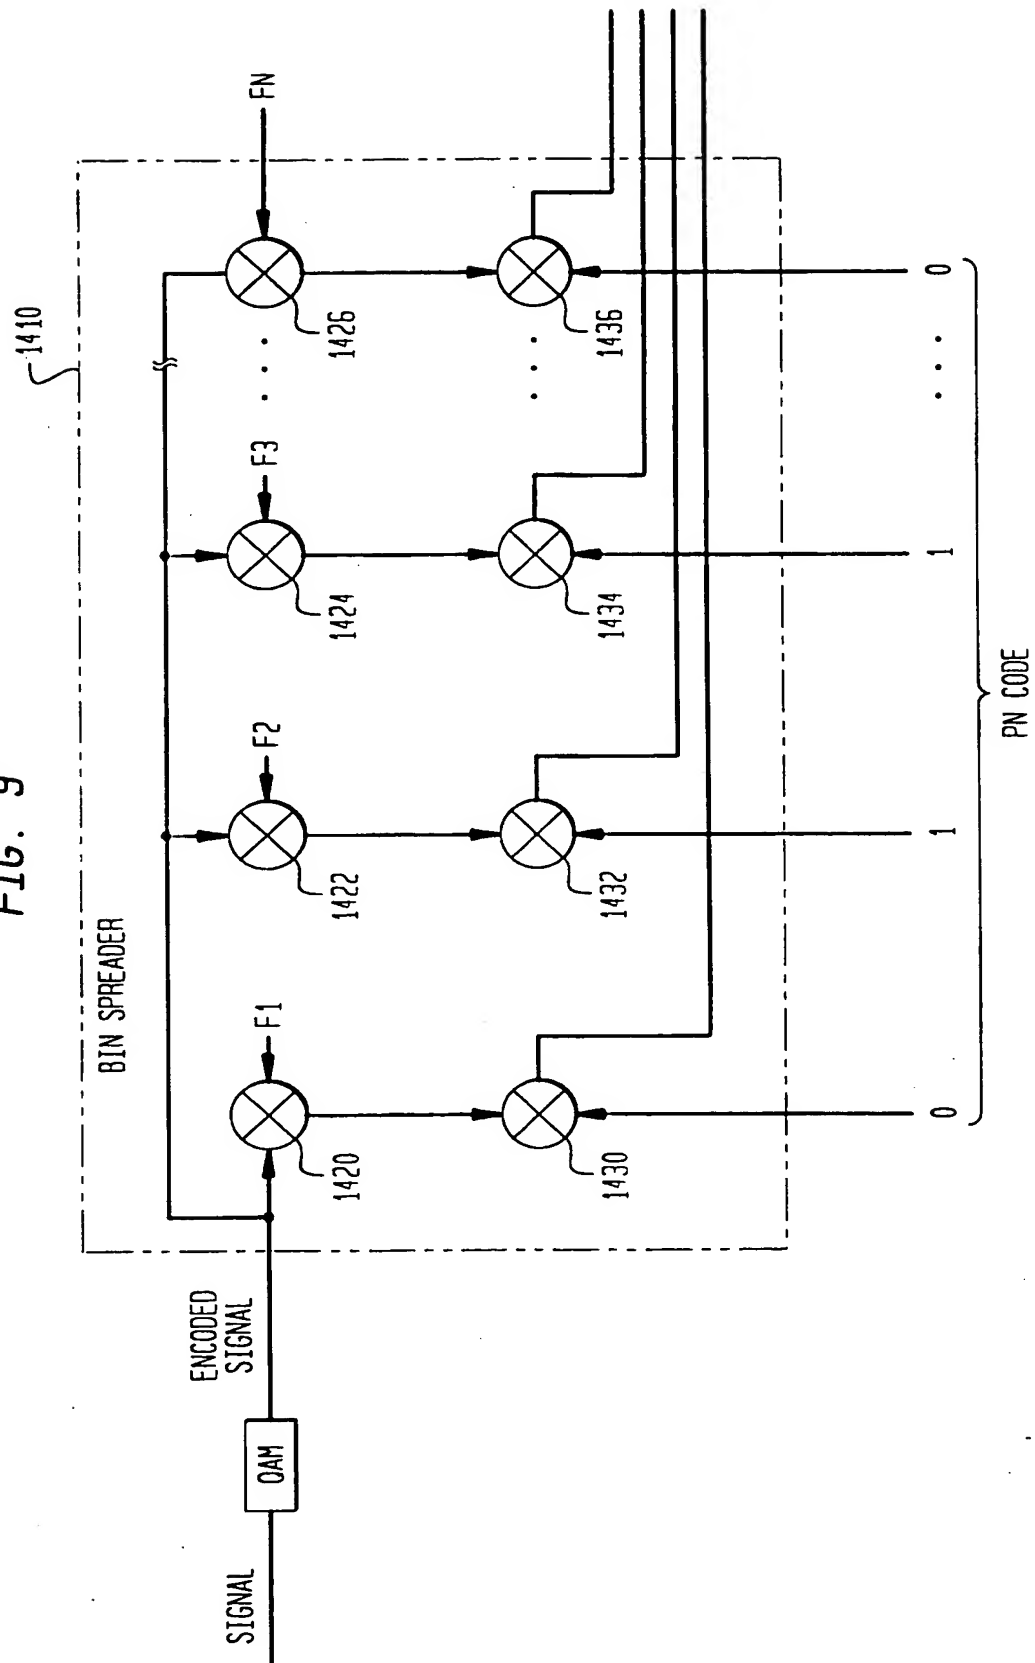 FIG. 9
1410
BIN SPREADER
F1
F2
F3
FN
1420
1422
1424
. . .
1426
SIGNAL
QAM
ENCODED
SIGNAL
1430
1432
1434
. . .
1436
0
1
1
. . .
0
PN CODE